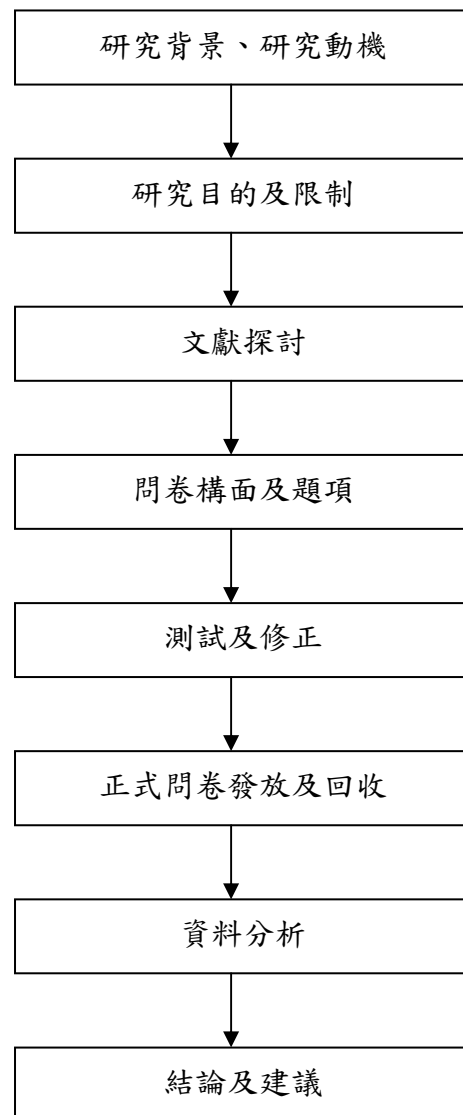 研究背景、研究動機
研究目的及限制
文獻探討
問卷構面及題項
測試及修正
正式問卷發放及回收
資料分析
結論及建議